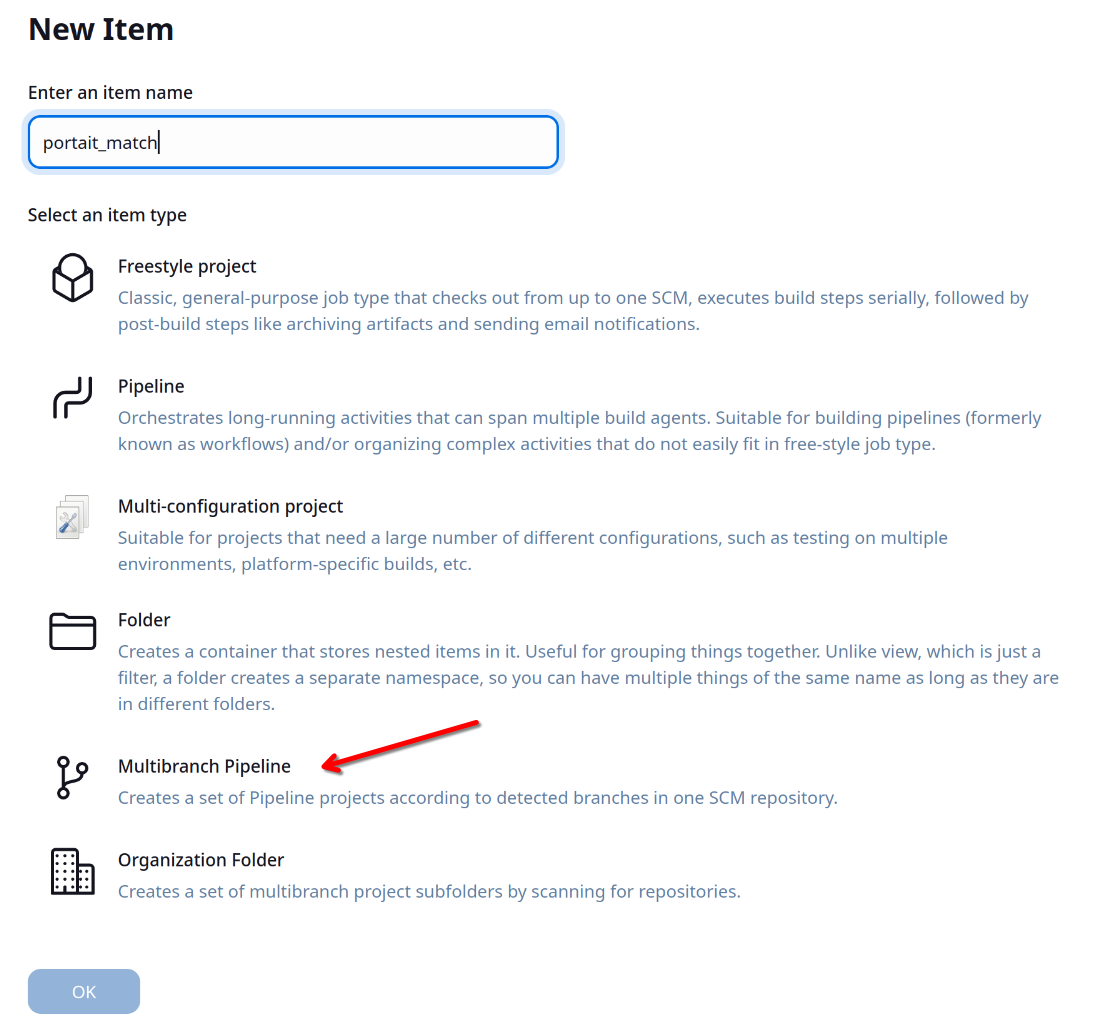 New Item
Enter an item name
portait_match
Select an item type
Freestyle project
Classic, general-purpose job type that checks out from up to one SCM, executes build steps serially, followed by
post-build steps like archiving artifacts and sending email notifications.
Pipeline
Orchestrates long-running activities that can span multiple build agents. Suitable for building pipelines (formerly
known as workflows) and/or organizing complex activities that do not easily fit in free-style job type.
Multi-configuration project
Suitable for projects that need a large number of different configurations, such as testing on multiple
environments, platform-specific builds, etc.
Folder
Creates a container that stores nested items in it. Useful for grouping things together. Unlike view, which is just a
filter, a folder creates a separate namespace, so you can have multiple things of the same name as long as they are
in different folders.
Multibranch Pipeline
Creates a set of Pipeline projects according to detected branches in one SCM repository.
Organization Folder
Creates a set of multibranch project subfolders by scanning for repositories.
OK